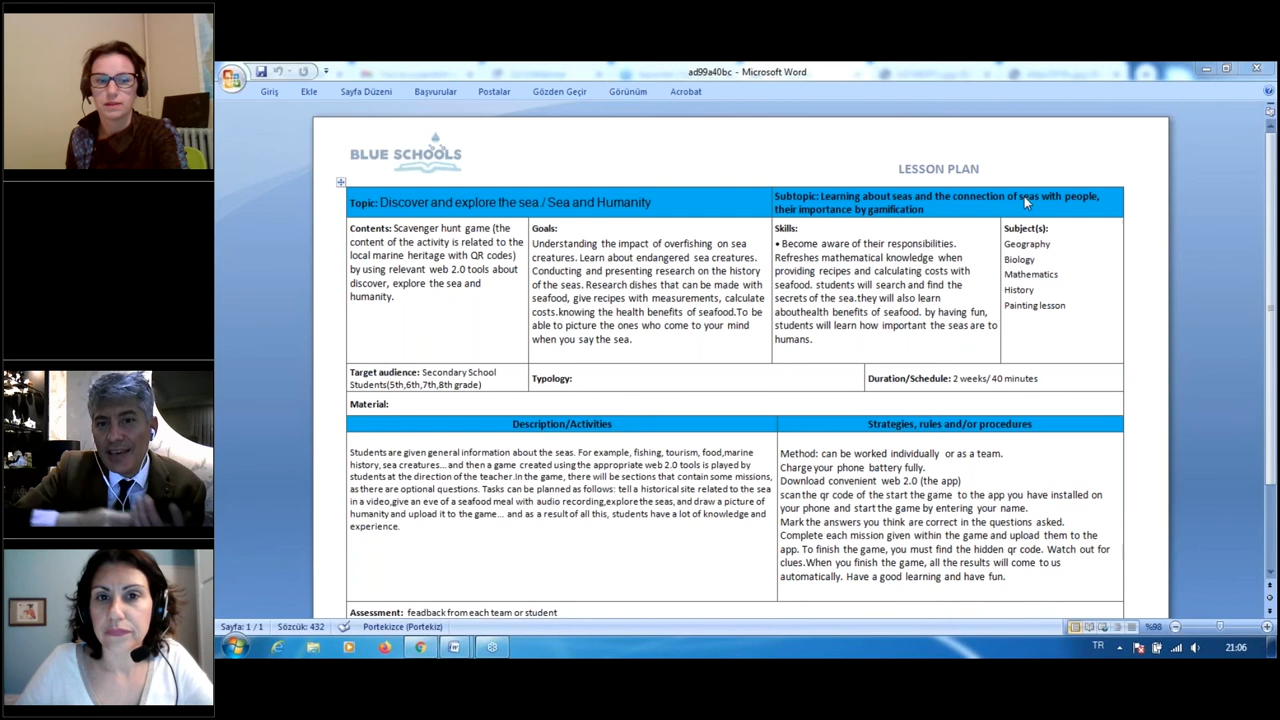 ad99a40bc - Microsoft Word
Giriş Ekle Sayfa Düzeni Başvurular Postalar Gözden Geçir Görünüm Acrobat
BLUE SCHOOLS
LESSON PLAN
Topic: Discover and explore the sea./ Sea and Humanity
Subtopic: Learning about seas and the connection of seas with people,
their importance by gamification
Contents: Scavenger hunt game (the
content of the activity is related to the
local marine heritage with QR codes)
by using relevant web 2.0 tools about
discover, explore the sea and
humanity.
Goals:
Understanding the impact of overfishing on sea
creatures. Learn about endangered sea creatures.
Conducting and presenting research on the history
of the seas. Research dishes that can be made with
seafood, give recipes with measurements, calculate
costs.knowing the health benefits of seafood.To be
able to picture the ones who come to your mind
when you say the sea.
Skills:
• Become aware of their responsibilities.
Refreshes mathematical knowledge when
providing recipes and calculating costs with
seafood. students will search and find the
secrets of the sea.they will also learn
abouthealth benefits of seafood. by having fun,
students will learn how important the seas are to
humans.
Subject(s):
Geography
Biology
Mathematics
History
Painting lesson
Target audience: Secondary School
Students(5th,6th,7th,8th grade)
Typology:
Duration/Schedule: 2 weeks/ 40 minutes
Material:
Description/Activities
Strategies, rules and/or procedures
Students are given general information about the seas. For example, fishing, tourism, food,marine
history, sea creatures... and then a game created using the appropriate web 2.0 tools is played by
students at the direction of the teacher.In the game, there will be sections that contain some missions,
as there are optional questions. Tasks can be planned as follows: tell a historical site related to the sea
in a video,give an eve of a seafood meal with audio recording,explore the seas, and draw a picture of
humanity and upload it to the game... and as a result of all this, students have a lot of knowledge and
experience.
Method: can be worked individually or as a team.
Charge your phone battery fully.
Download convenient web 2.0 (the app)
scan the qr code of the start the game to the app you have installed on
your phone and start the game by entering your name.
Mark the answers you think are correct in the questions asked.
Complete each mission given within the game and upload them to the
app. To finish the game, you must find the hidden qr code. Watch out for
clues.When you finish the game, all the results will come to us
automatically. Have a good learning and have fun.
Assessment: feadback from each team or student
Sayfa: 1 / 1 Sözcük: 432 Portekizce (Portekiz) %98
TR 21:06